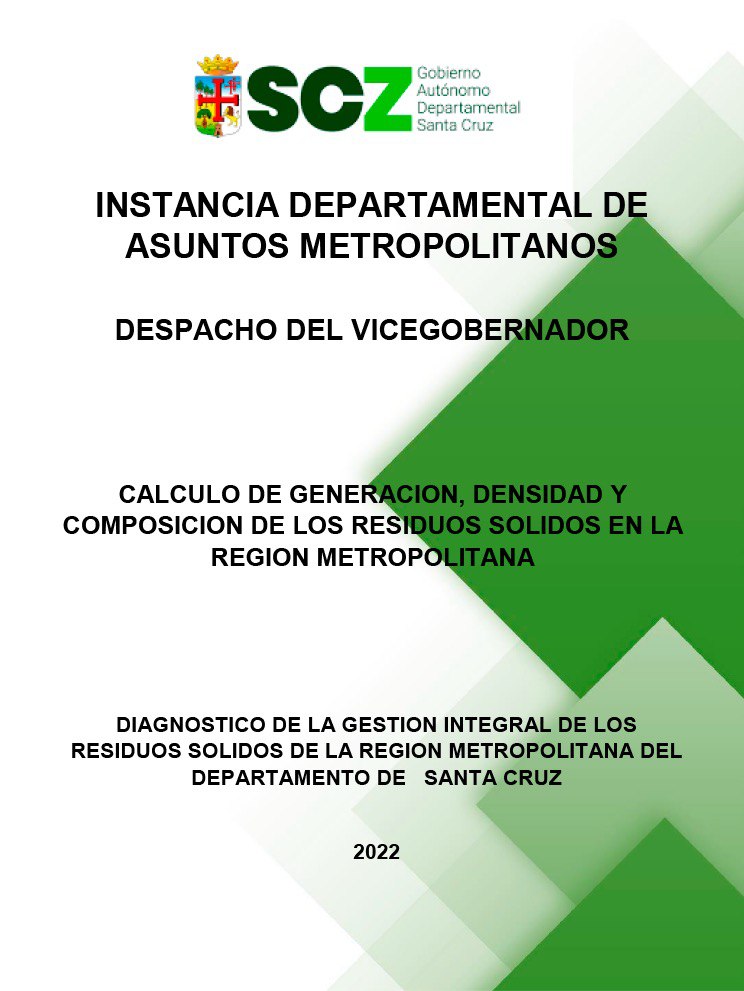 SCZ
Gobierno
Autónomo
Departamental
Santa Cruz
INSTANCIA DEPARTAMENTAL DE
ASUNTOS METROPOLITANOS
DESPACHO DEL VICEGOBERNADOR
CALCULO DE GENERACION, DENSIDAD Y
COMPOSICION DE LOS RESIDUOS SOLIDOS EN LA
REGION METROPOLITANA
DIAGNOSTICO DE LA GESTION INTEGRAL DE LOS
RESIDUOS SOLIDOS DE LA REGION METROPOLITANA DEL
DEPARTAMENTO DE SANTA CRUZ
2022